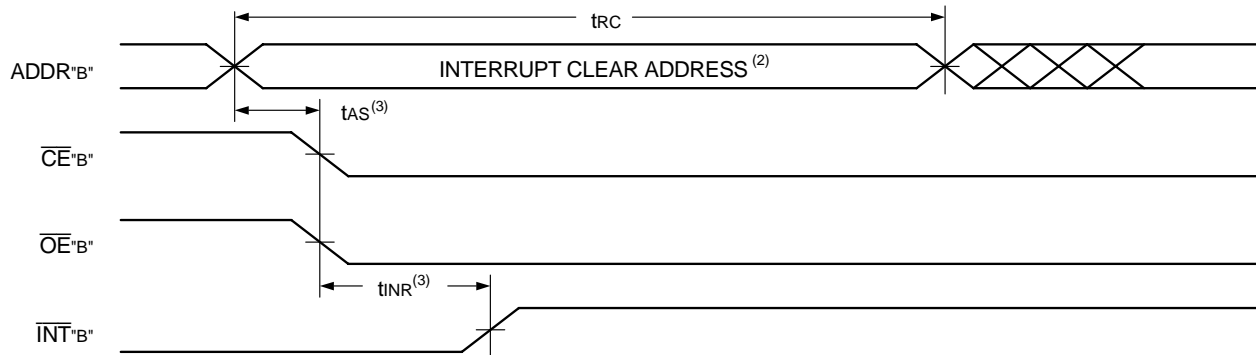 tRC
ADDR"B"
INTERRUPT CLEAR ADDRESS(2)
tAS(3)
CE"B"
OE"B"
tINR(3)
INT"B"